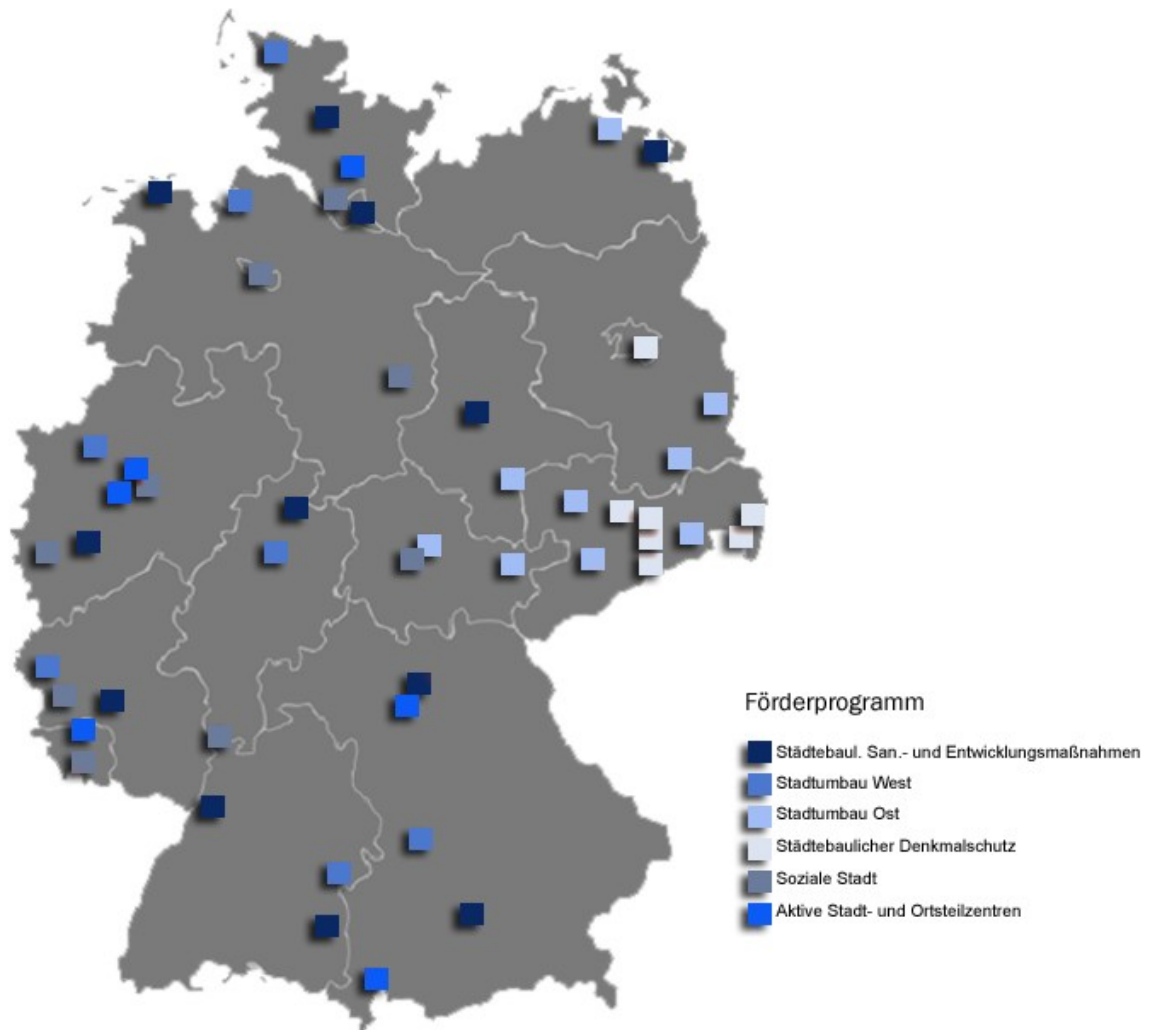 Förderprogramm
Städtebaul. San.- und Entwicklungsmaßnahmen
Stadtumbau West
Stadtumbau Ost
Städtebaulicher Denkmalschutz
Soziale Stadt
Aktive Stadt- und Ortsteilzentren